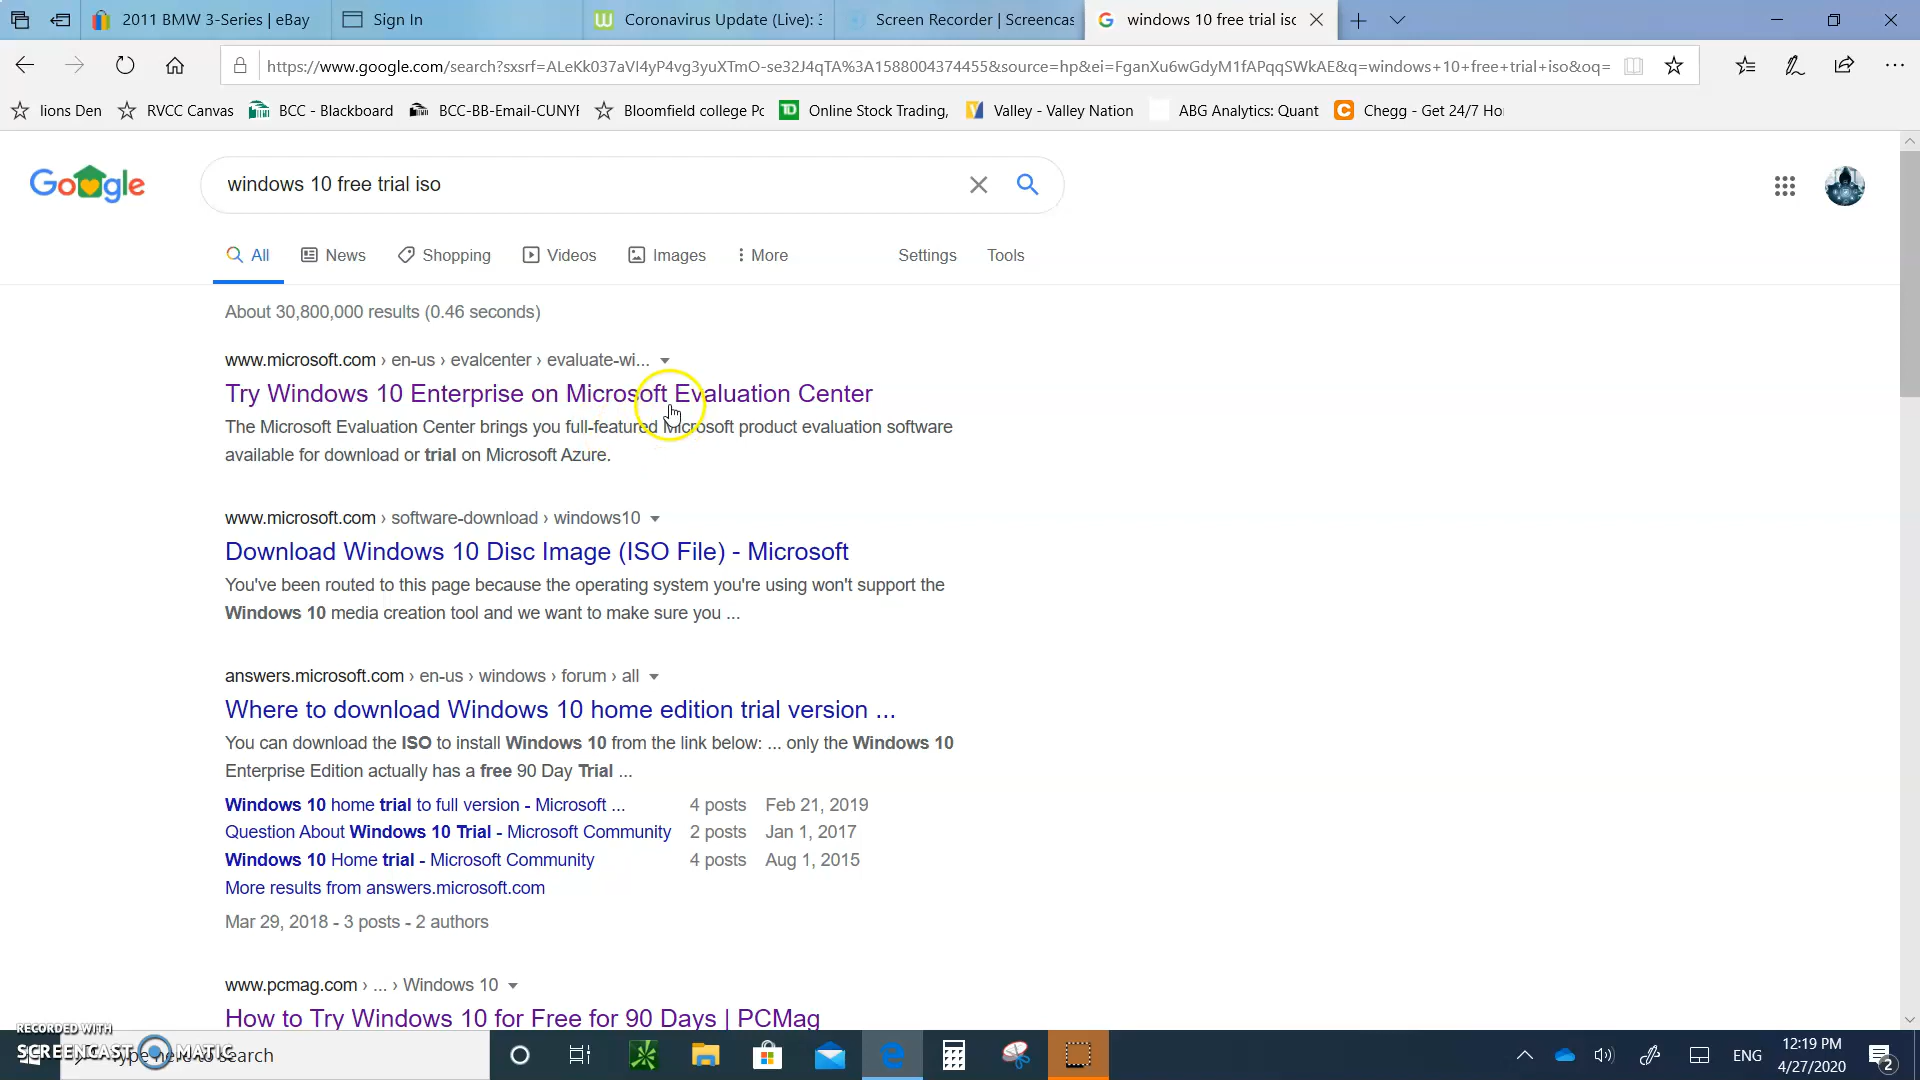 2011 BMW 3-Series | eBay
Sign In
Coronavirus Update (Live):
Screen Recorder | Screencas
windows 10 free trial iso
https://www.google.com/search?sxsrf=ALeKk037aVI4yP4vg3yuXTmO-se32J4qTA%3A1588004374455&source=hp&ei=FganXu6wGdyM1fAPqqSWkAE&q=windows+10+free+trial+iso&oq=
lions Den
RVCC Canvas
BCC - Blackboard
BCC-BB-Email-CUNYF
Bloomfield college Pc
TD
Online Stock Trading,
Valley - Valley Nation
ABG Analytics: Quant
Chegg - Get 24/7 Ho
Google
windows 10 free trial iso
All
News
Shopping
Videos
Images
More
Settings
Tools
About 30,800,000 results (0.46 seconds)
www.microsoft.com › en-us › evalcenter › evaluate-wi...
Try Windows 10 Enterprise on Microsoft Evaluation Center
The Microsoft Evaluation Center brings you full-featured Microsoft product evaluation software
available for download or trial on Microsoft Azure.
www.microsoft.com › software-download › windows10
Download Windows 10 Disc Image (ISO File) - Microsoft
You've been routed to this page because the operating system you're using won't support the
Windows 10 media creation tool and we want to make sure you ...
answers.microsoft.com › en-us › windows › forum › all
Where to download Windows 10 home edition trial version ...
You can download the ISO to install Windows 10 from the link below: ... only the Windows 10
Enterprise Edition actually has a free 90 Day Trial ...
Windows 10 home trial to full version - Microsoft ... 4 posts Feb 21, 2019
Question About Windows 10 Trial - Microsoft Community 2 posts Jan 1, 2017
Windows 10 Home trial - Microsoft Community 4 posts Aug 1, 2015
More results from answers.microsoft.com
Mar 29, 2018 - 3 posts - 2 authors
www.pcmag.com › ... › Windows 10
How to Try Windows 10 for Free for 90 Days | PCMag
RECORDED WITH
SCREENCAST MATIC
Type here to search
ENG
12:19 PM
4/27/2020
2